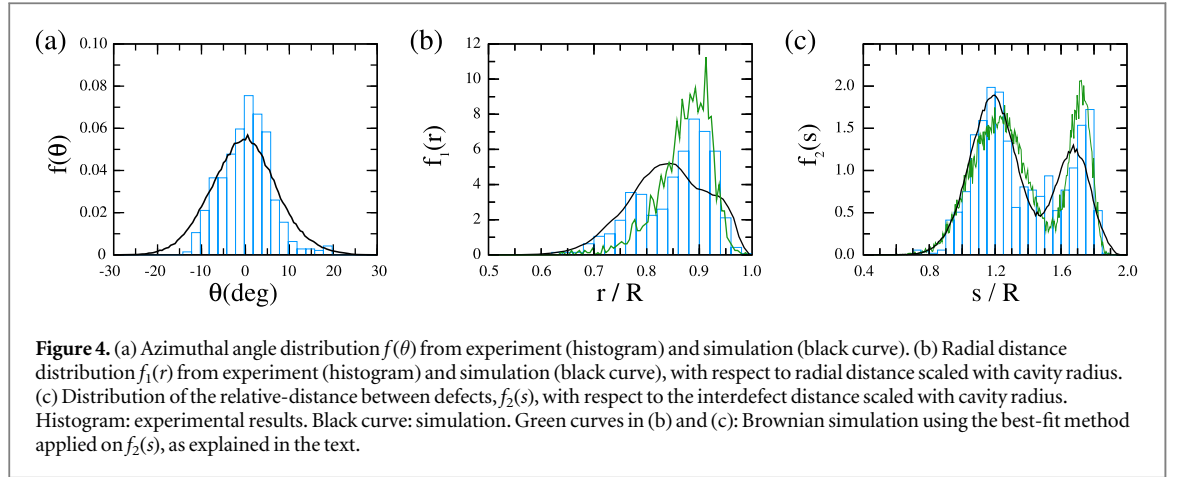 (a)
0.10
0.08
0.06
0.04
0.02
0
f(θ)
-30 -20 -10 0 10 20 30
θ(deg)
(b)
12
10
8
6
4
2
0
f₁(r)
0.5 0.6 0.7 0.8 0.9 1.0
r / R
(c)
2.0
1.5
1.0
0.5
0.0
f₂(s)
0.4 0.8 1.2 1.6 2.0
s / R
Figure 4. (a) Azimuthal angle distribution f(θ) from experiment (histogram) and simulation (black curve). (b) Radial distance
distribution f₁(r) from experiment (histogram) and simulation (black curve), with respect to radial distance scaled with cavity radius.
(c) Distribution of the relative-distance between defects, f₂(s), with respect to the interdefect distance scaled with cavity radius.
Histogram: experimental results. Black curve: simulation. Green curves in (b) and (c): Brownian simulation using the best-fit method
applied on f₂(s), as explained in the text.